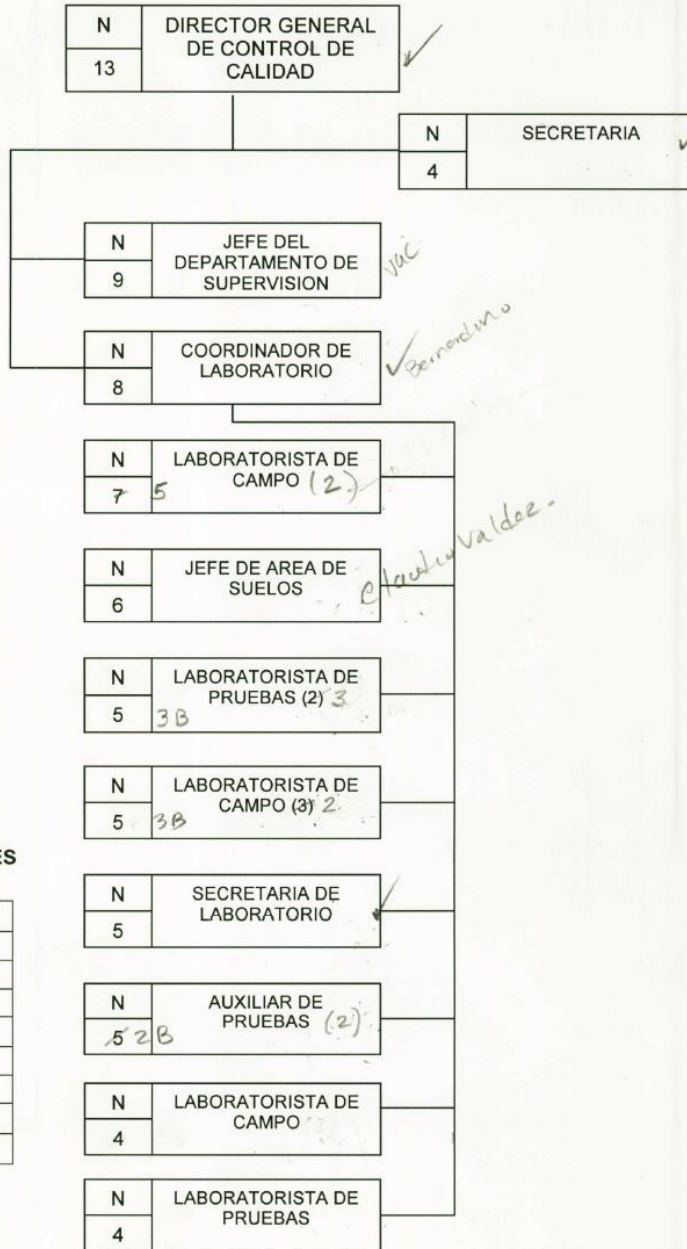 N DIRECTOR GENERAL
DE CONTROL DE
13 CALIDAD
N SECRETARIA
4
N JEFE DEL
DEPARTAMENTO DE
9 SUPERVISION
vac
N COORDINADOR DE
LABORATORIO
8
Bernardino
N LABORATORISTA DE
CAMPO (2)
7 5
N JEFE DE AREA DE
SUELOS
6
Claudio Valdez.
N LABORATORISTA DE
PRUEBAS (2) 3
5 3B
N LABORATORISTA DE
CAMPO (3) 2
5 3B
ES
N SECRETARIA DE
LABORATORIO
5
N AUXILIAR DE
PRUEBAS (2)
5 2B
N LABORATORISTA DE
CAMPO
4
N LABORATORISTA DE
PRUEBAS
4